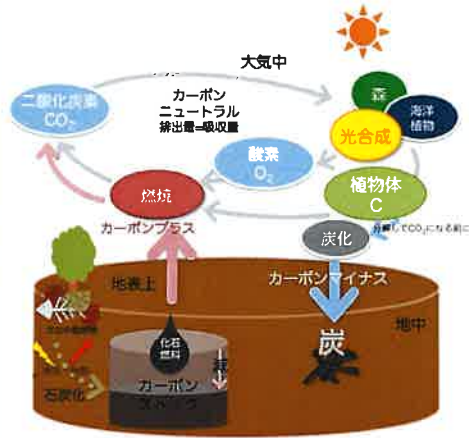 大気中
二酸化炭素
CO₂
カーボン
ニュートラル
排出量=吸収量
森
海洋
植物
光合成
酸素
O₂
植物体
C
燃焼
カーボンプラス
炭化
分解してCO₂になる前に
地表上
カーボンマイナス
地中
炭
化石
燃料
カーボン
石炭化